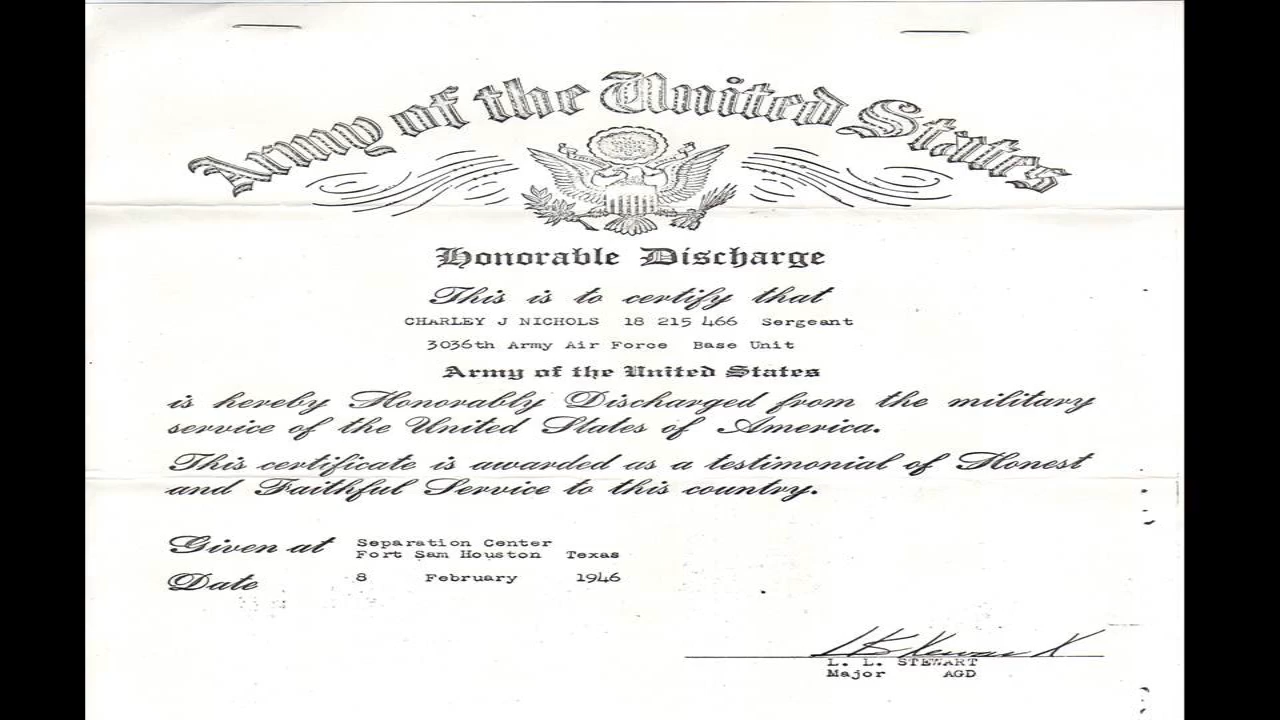 Army of the United States
Honorable Discharge
This is to certify that
CHARLEY J NICHOLS 18 215 466 Sergeant
3036th Army Air Force Base Unit
Army of the United States
is hereby Honorably Discharged from the military
service of the United States of America.
This certificate is awarded as a testimonial of Honest
and Faithful Service to this country.
Given at Separation Center
Fort Sam Houston Texas
Date 8 February 1946
L. L. STEWART
Major AGD